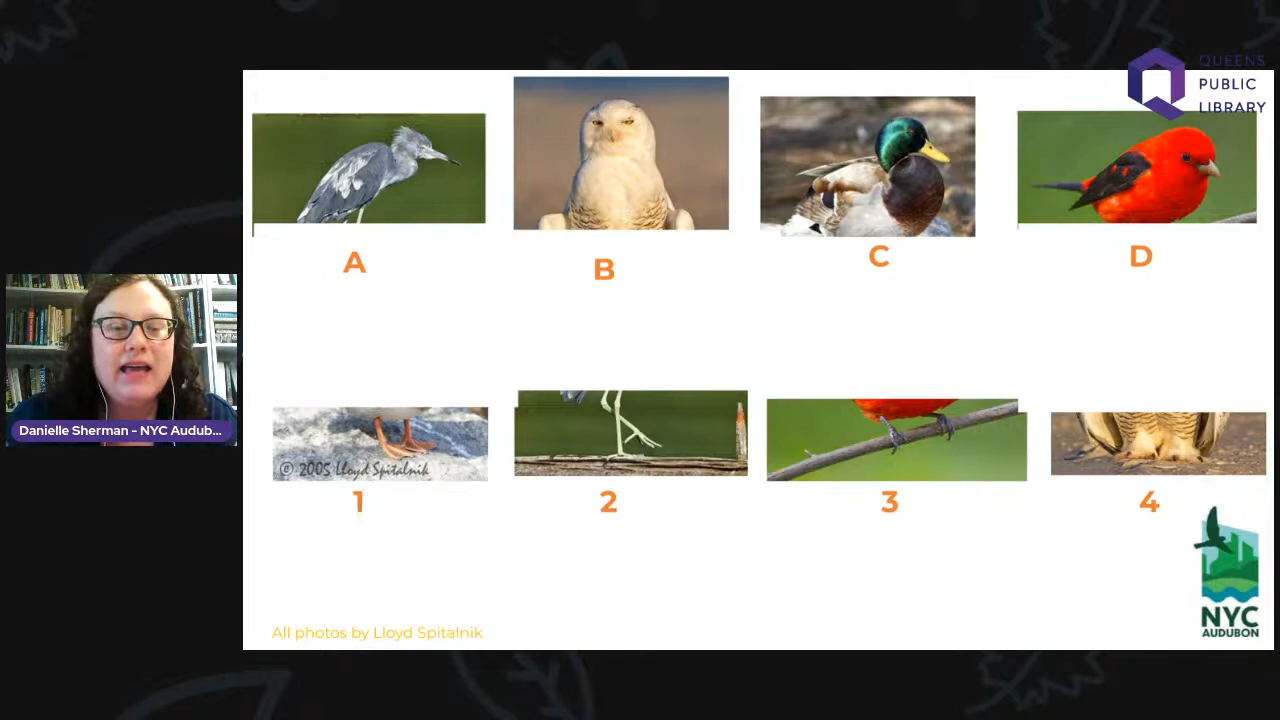 QUEENS
PUBLIC
LIBRARY
A
B
C
D
Danielle Sherman - NYC Audub...
© 2005 Lloyd Spitalnik
1
2
3
4
NYC
AUDUBON
All photos by Lloyd Spitalnik